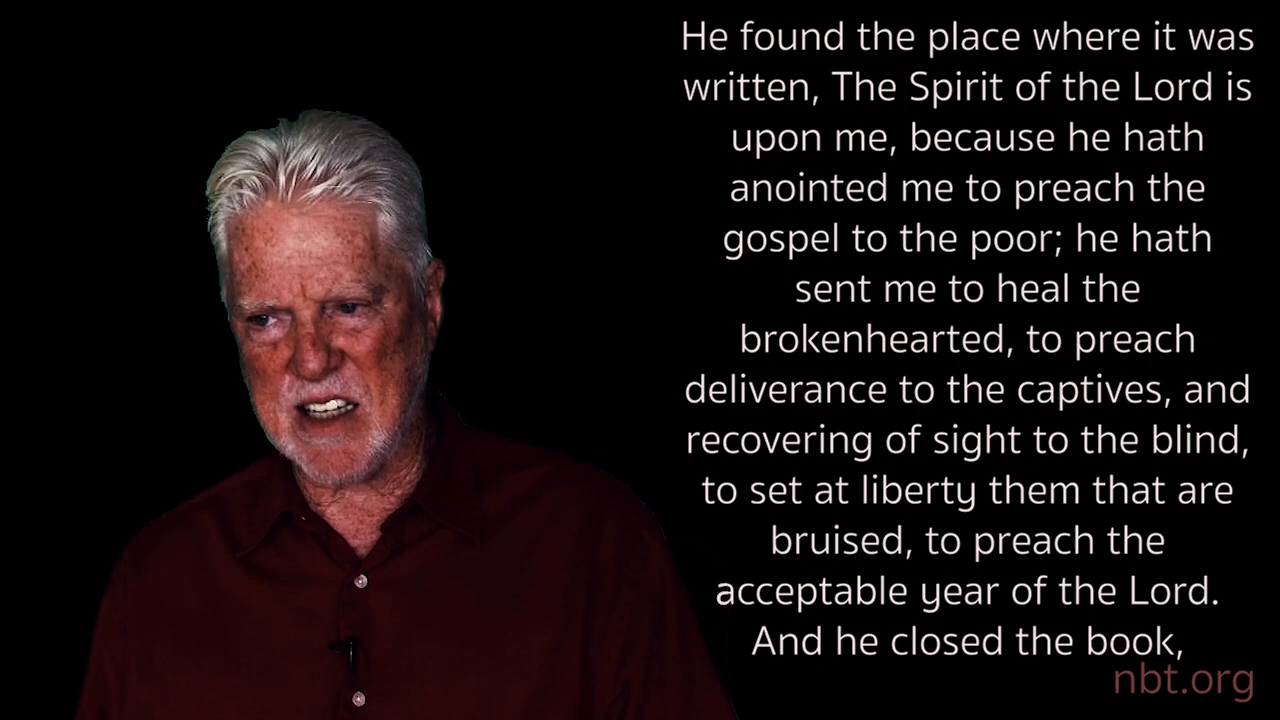 He found the place where it was
written, The Spirit of the Lord is
upon me, because he hath
anointed me to preach the
gospel to the poor; he hath
sent me to heal the
brokenhearted, to preach
deliverance to the captives, and
recovering of sight to the blind,
to set at liberty them that are
bruised, to preach the
acceptable year of the Lord.
And he closed the book,
nbt.org